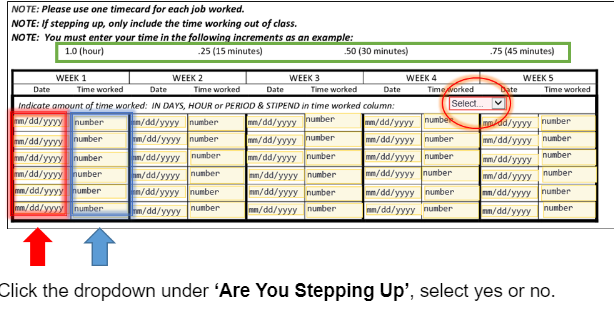 NOTE: Please use one timecard for each job worked.
NOTE: If stepping up, only include the time working out of class.
NOTE: You must enter your time in the following increments as an example:
1.0 (hour) .25 (15 minutes) .50 (30 minutes) .75 (45 minutes)
WEEK 1 WEEK 2 WEEK 3 WEEK 4 WEEK 5
Date Time worked Date Time worked Date Time worked Date Time worked Date Time worked
Indicate amount of time worked: IN DAYS, HOUR or PERIOD & STIPEND in time worked column: Select...
mm/dd/yyyy number mm/dd/yyyy number mm/dd/yyyy number mm/dd/yyyy number mm/dd/yyyy number
mm/dd/yyyy number mm/dd/yyyy number mm/dd/yyyy number mm/dd/yyyy number mm/dd/yyyy number
mm/dd/yyyy number mm/dd/yyyy number mm/dd/yyyy number mm/dd/yyyy number mm/dd/yyyy number
mm/dd/yyyy number mm/dd/yyyy number mm/dd/yyyy number mm/dd/yyyy number mm/dd/yyyy number
mm/dd/yyyy number mm/dd/yyyy number mm/dd/yyyy number mm/dd/yyyy number mm/dd/yyyy number
mm/dd/yyyy number mm/dd/yyyy number mm/dd/yyyy number mm/dd/yyyy number mm/dd/yyyy number
Click the dropdown under ‘Are You Stepping Up’, select yes or no.